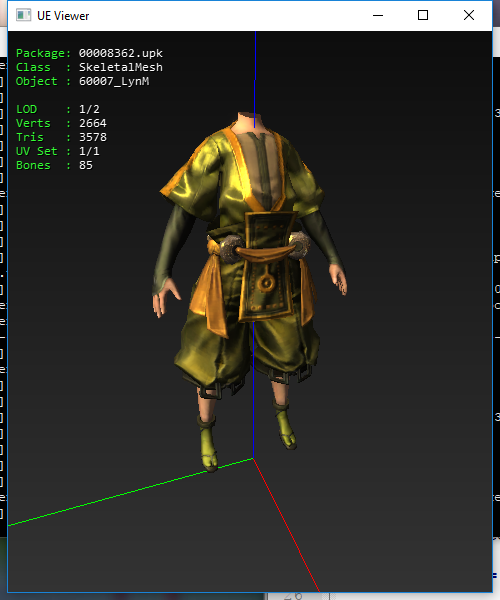 UE Viewer
Package: 00008362.upk
Class : SkeletalMesh
Object : 60007_LynM
LOD : 1/2
Verts : 2664
Tris : 3578
UV Set : 1/1
Bones : 85